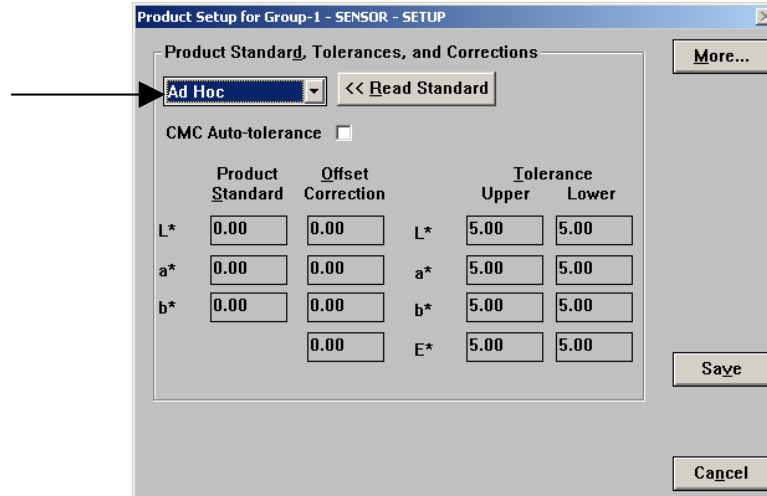 Product Setup for Group-1 - SENSOR - SETUP
Product Standard, Tolerances, and Corrections
More...
Ad Hoc
<< Read Standard
CMC Auto-tolerance
Product Standard
Offset Correction
Tolerance
Upper Lower
L* 0.00 0.00 L* 5.00 5.00
a* 0.00 0.00 a* 5.00 5.00
b* 0.00 0.00 b* 5.00 5.00
0.00 E* 5.00 5.00
Save
Cancel